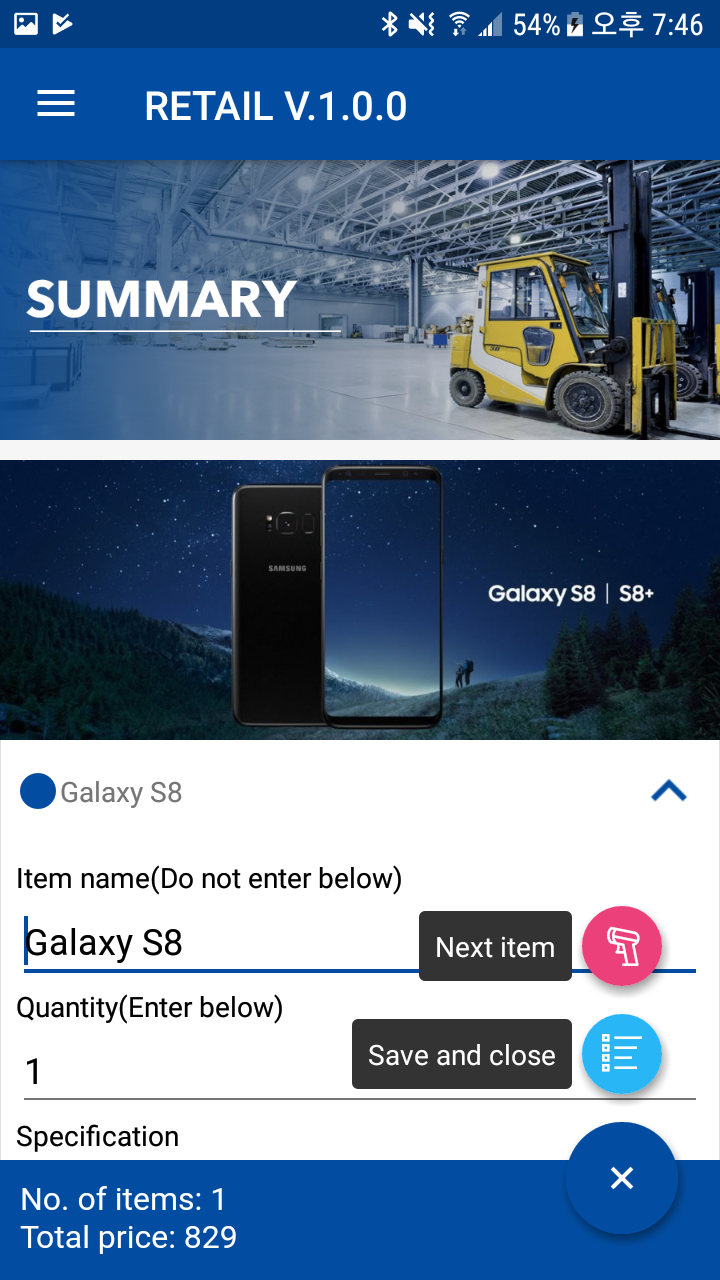 54% 오후 7:46
RETAIL V.1.0.0
SUMMARY
SAMSUNG
Galaxy S8 | S8+
Galaxy S8
Item name(Do not enter below)
Galaxy S8
Next item
Quantity(Enter below)
1
Save and close
Specification
No. of items: 1
Total price: 829